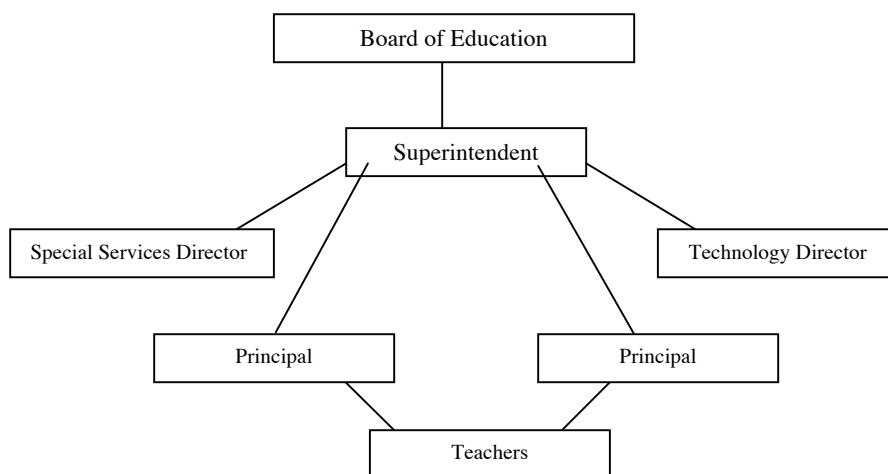 Board of Education
Superintendent
Special Services Director
Technology Director
Principal
Principal
Teachers